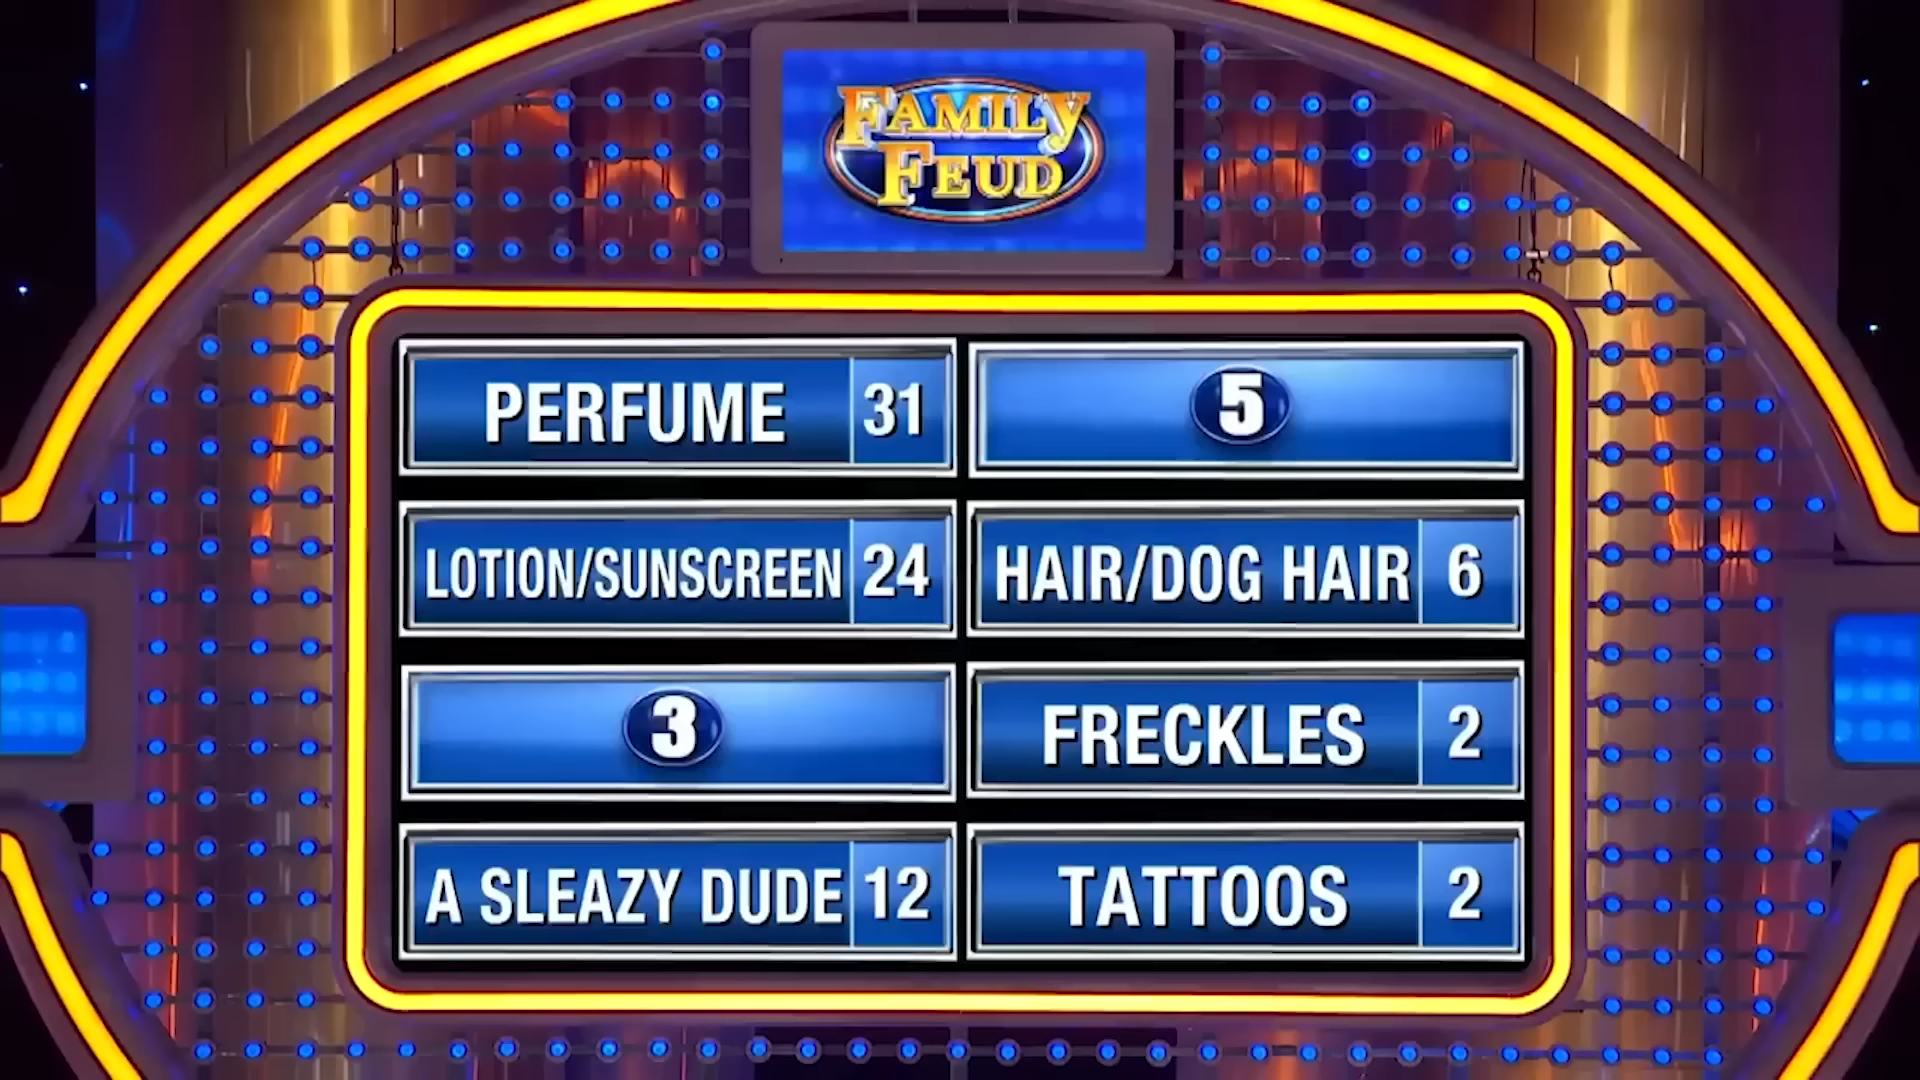 FAMILY
FEUD
PERFUME 31
5
LOTION/SUNSCREEN 24
HAIR/DOG HAIR 6
3
FRECKLES 2
A SLEAZY DUDE 12
TATTOOS 2